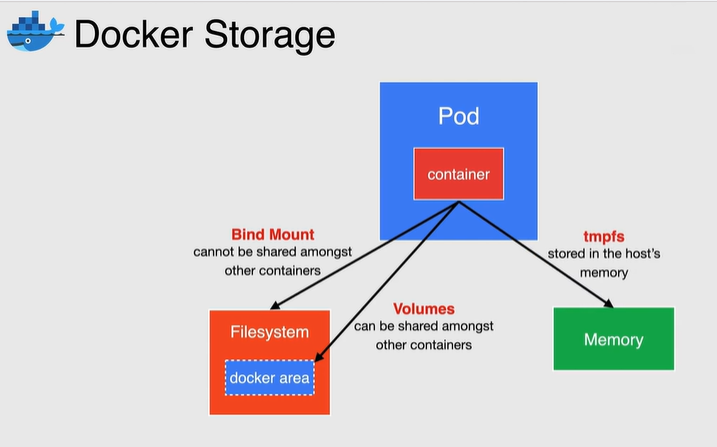 Docker Storage
Pod
container
Bind Mount
cannot be shared amongst
other containers
tmpfs
stored in the host's
memory
Volumes
can be shared amongst
other containers
Filesystem
docker area
Memory